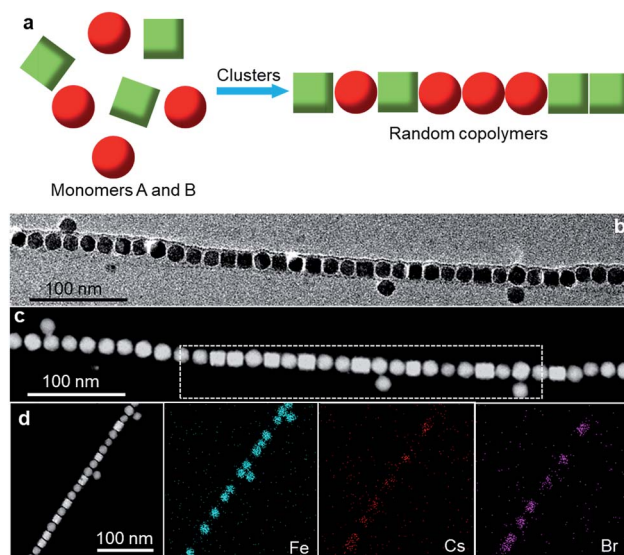 a
Clusters
Monomers A and B
Random copolymers
b
100 nm
c
100 nm
d
100 nm
Fe
Cs
Br